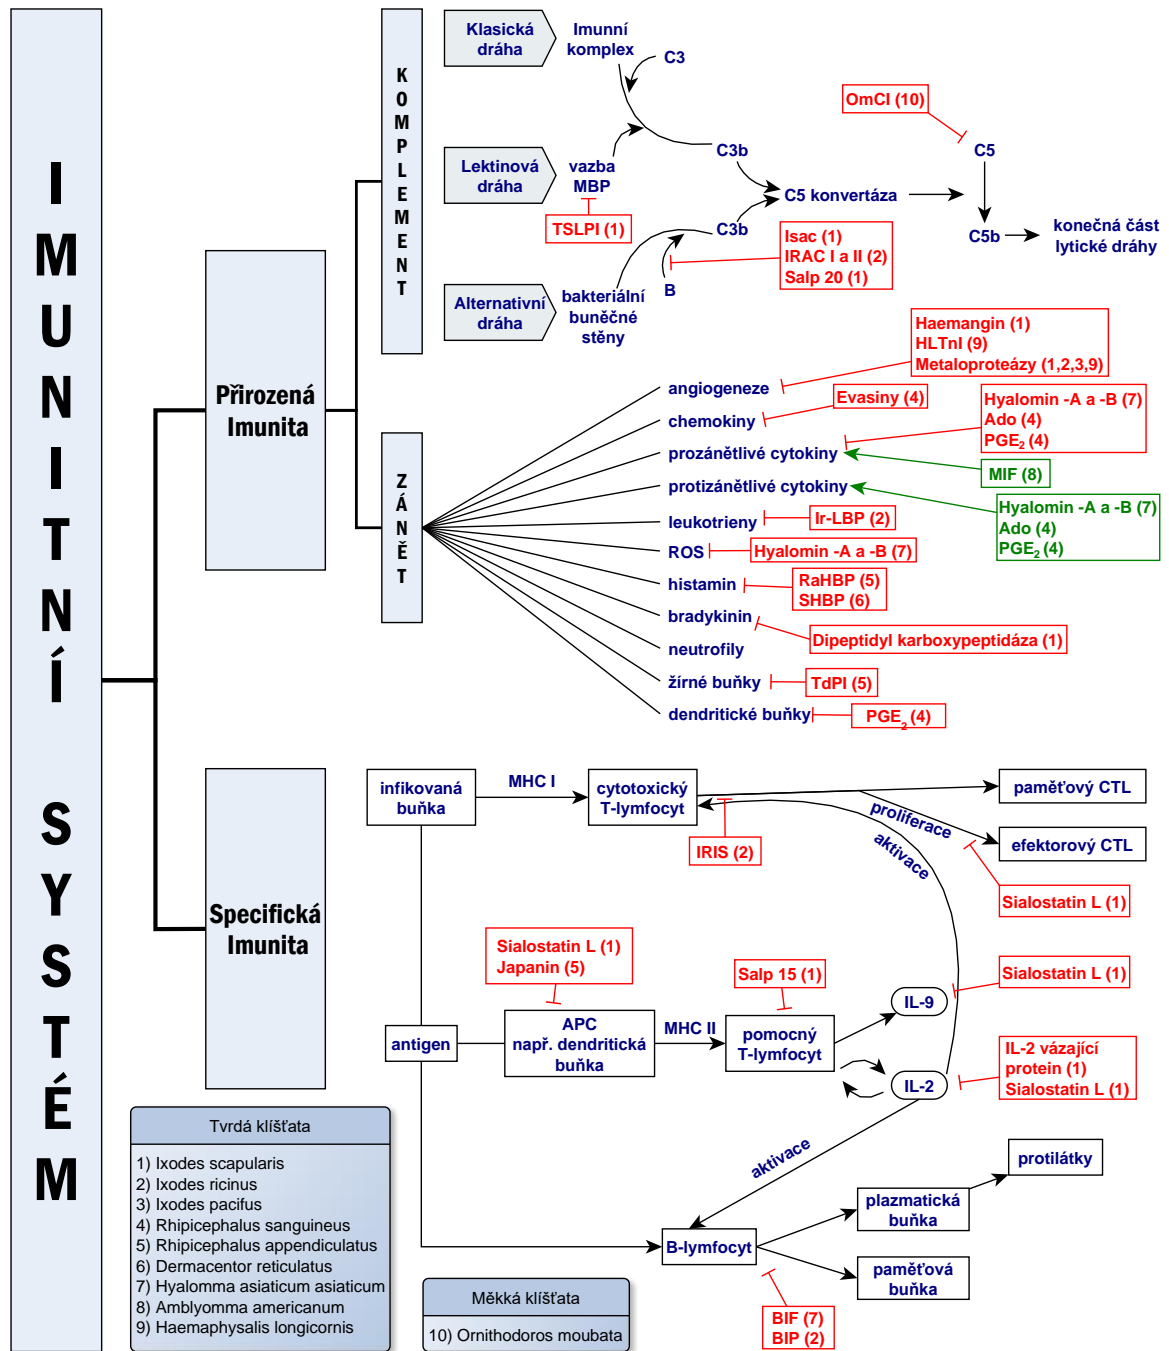 IMUNITNÍ SYSTÉM
Přirozená
Imunita
Specifická
Imunita
KOMPLEMENT
ZÁNĚT
Klasická
dráha
Imunní
komplex
C3
OmCI (10)
C3b
C5
Lektinová
dráha
vazba
MBP
C5 konvertáza
TSLPI (1)
C3b
C5b
konečná část
lytické dráhy
Isac (1)
IRAC I a II (2)
Salp 20 (1)
B
Alternativní
dráha
bakteriální
buněčné
stěny
Haemangin (1)
HLTnI (9)
Metaloproteázy (1,2,3,9)
angiogeneze
Evasiny (4)
chemokiny
Hyalomin -A a -B (7)
Ado (4)
PGE2 (4)
prozánětlivé cytokiny
MIF (8)
protizánětlivé cytokiny
Hyalomin -A a -B (7)
Ado (4)
PGE2 (4)
leukotrieny
Ir-LBP (2)
ROS
Hyalomin -A a -B (7)
histamin
RaHBP (5)
SHBP (6)
bradykinin
Dipeptidyl karboxypeptidáza (1)
neutrofily
žírné buňky
TdPI (5)
dendritické buňky
PGE2 (4)
infikovaná
buňka
MHC I
cytotoxický
T-lymfocyt
paměťový CTL
proliferace
efektorový CTL
aktivace
IRIS (2)
Sialostatin L (1)
Sialostatin L (1)
Japanin (5)
Salp 15 (1)
Sialostatin L (1)
IL-9
antigen
APC
např. dendritická
buňka
MHC II
pomocný
T-lymfocyt
IL-2
IL-2 vázající
protein (1)
Sialostatin L (1)
aktivace
protilátky
plazmatická
buňka
B-lymfocyt
paměťová
buňka
BIF (7)
BIP (2)
Tvrdá klíšťata
1) Ixodes scapularis
2) Ixodes ricinus
3) Ixodes pacifus
4) Rhipicephalus sanguineus
5) Rhipicephalus appendiculatus
6) Dermacentor reticulatus
7) Hyalomma asiaticum asiaticum
8) Amblyomma americanum
9) Haemaphysalis longicornis
Měkká klíšťata
10) Ornithodoros moubata